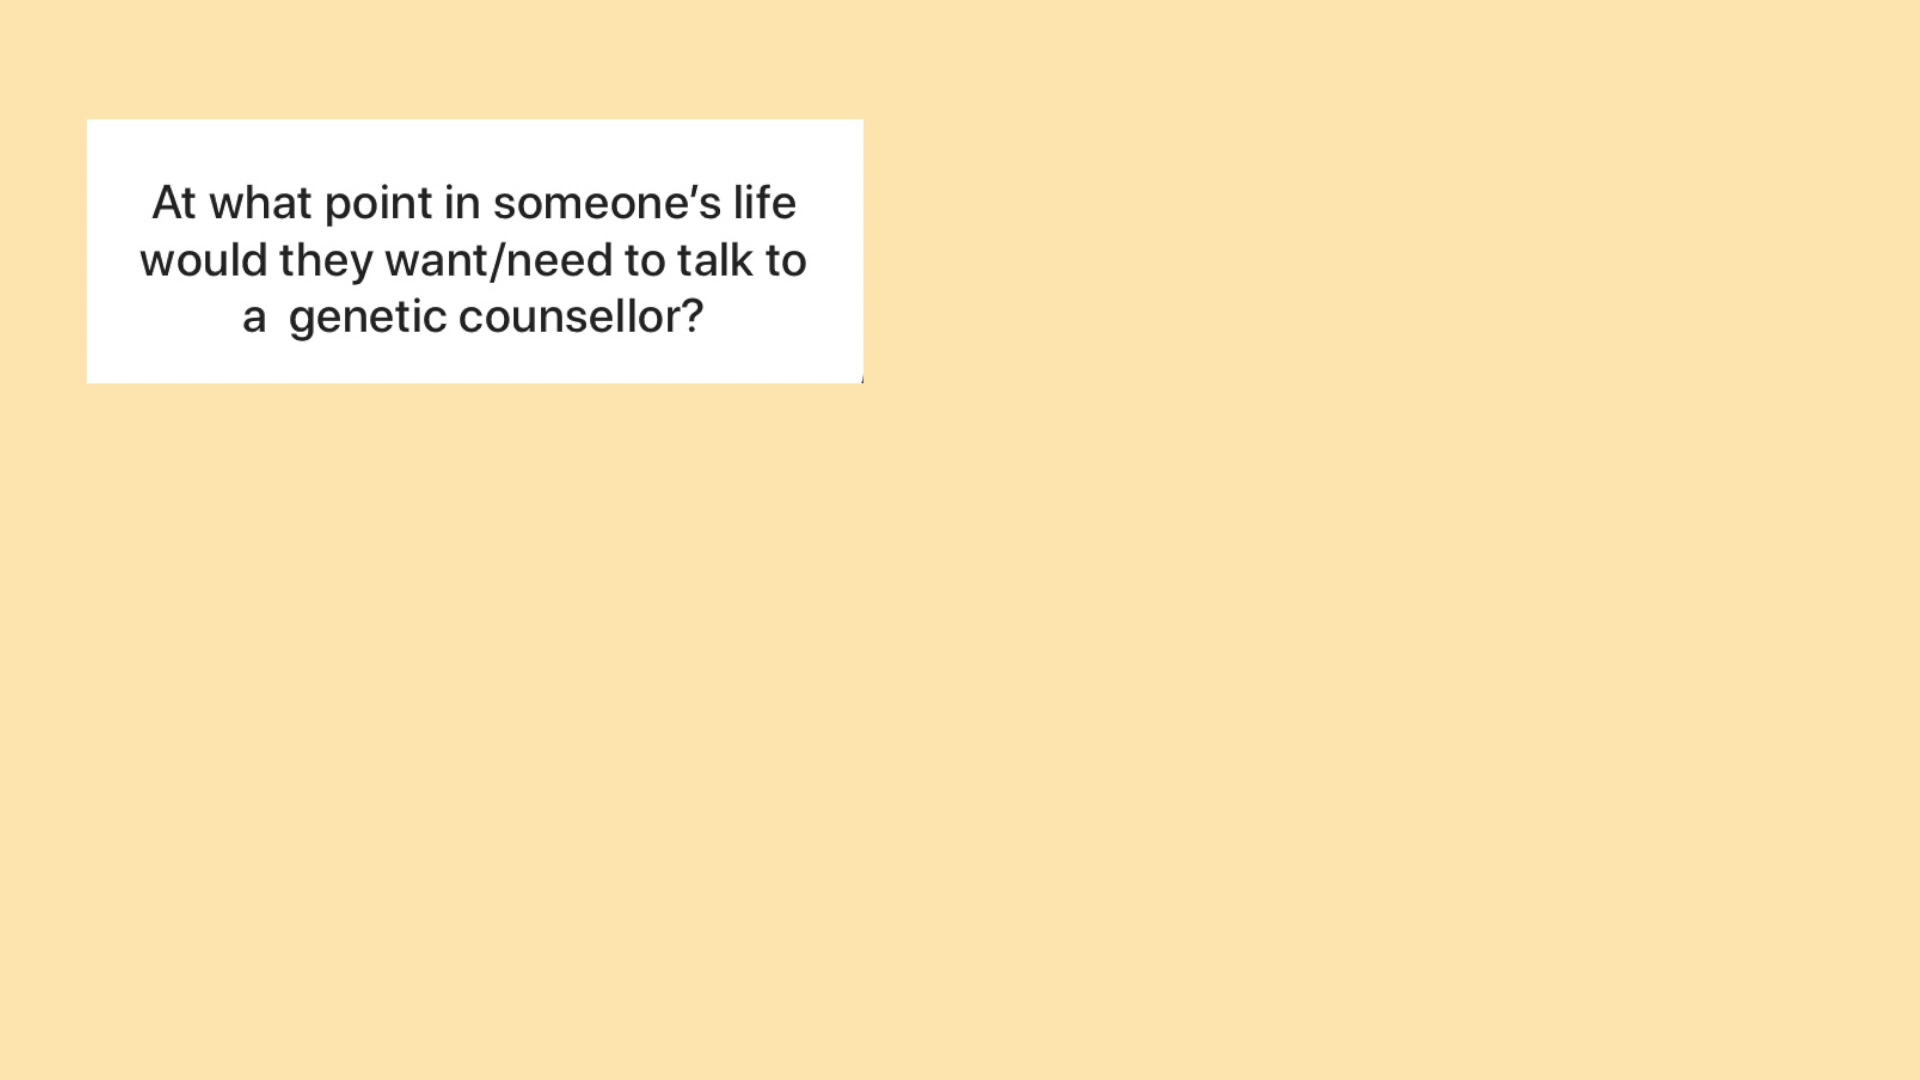 At what point in someone’s life
would they want/need to talk to
a  genetic counsellor?